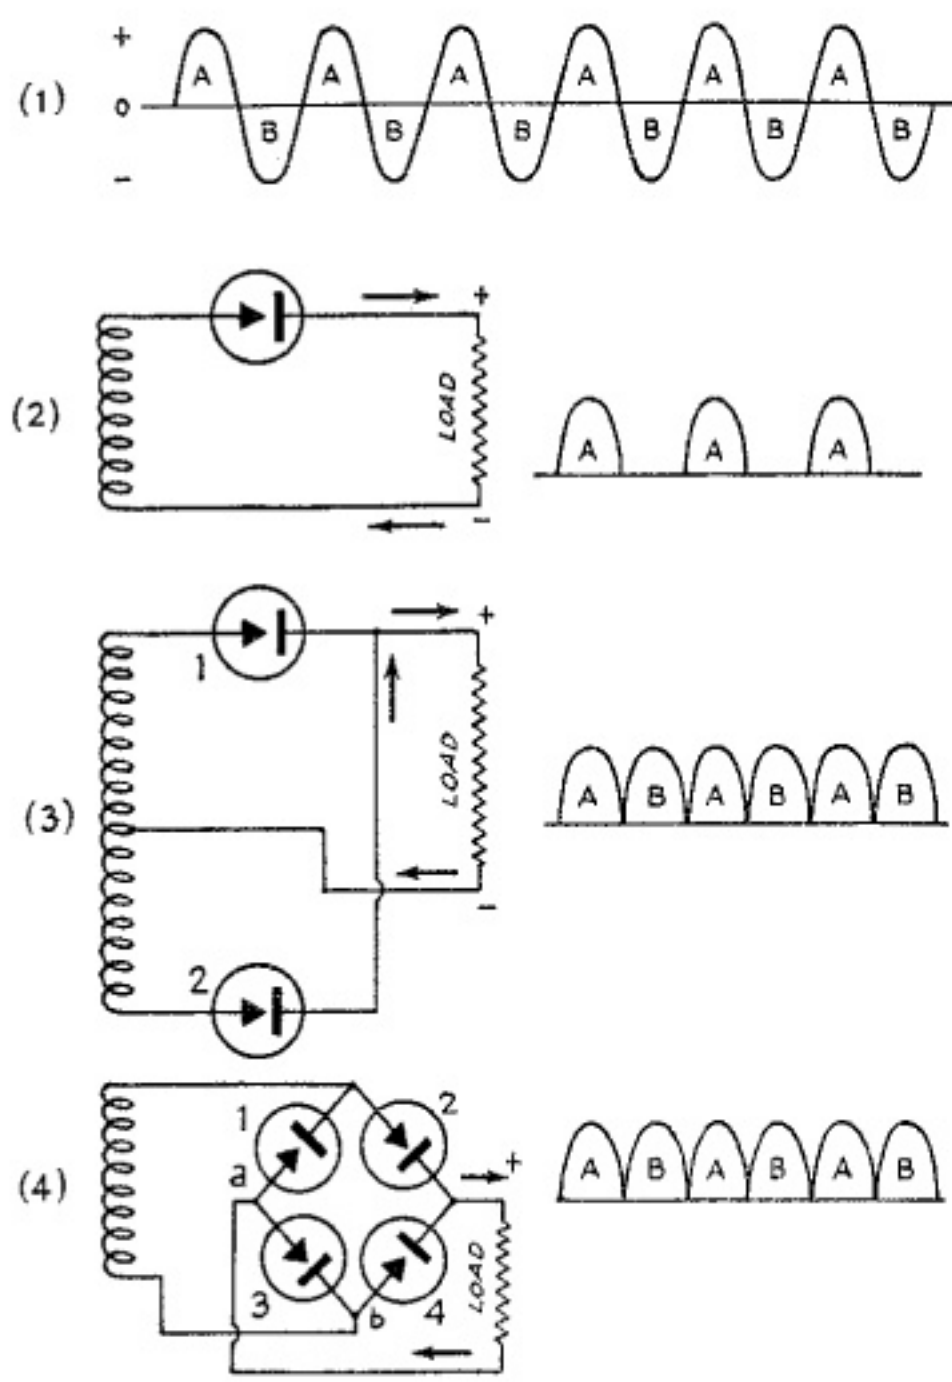 +
A A A A A A
(1) 0
B B B B B B
-
+
(2) LOAD
A A A
-
+
1
(3) LOAD
A B A B A B
-
2
1 2
a +
(4) A B A B A B
LOAD
3 b 4